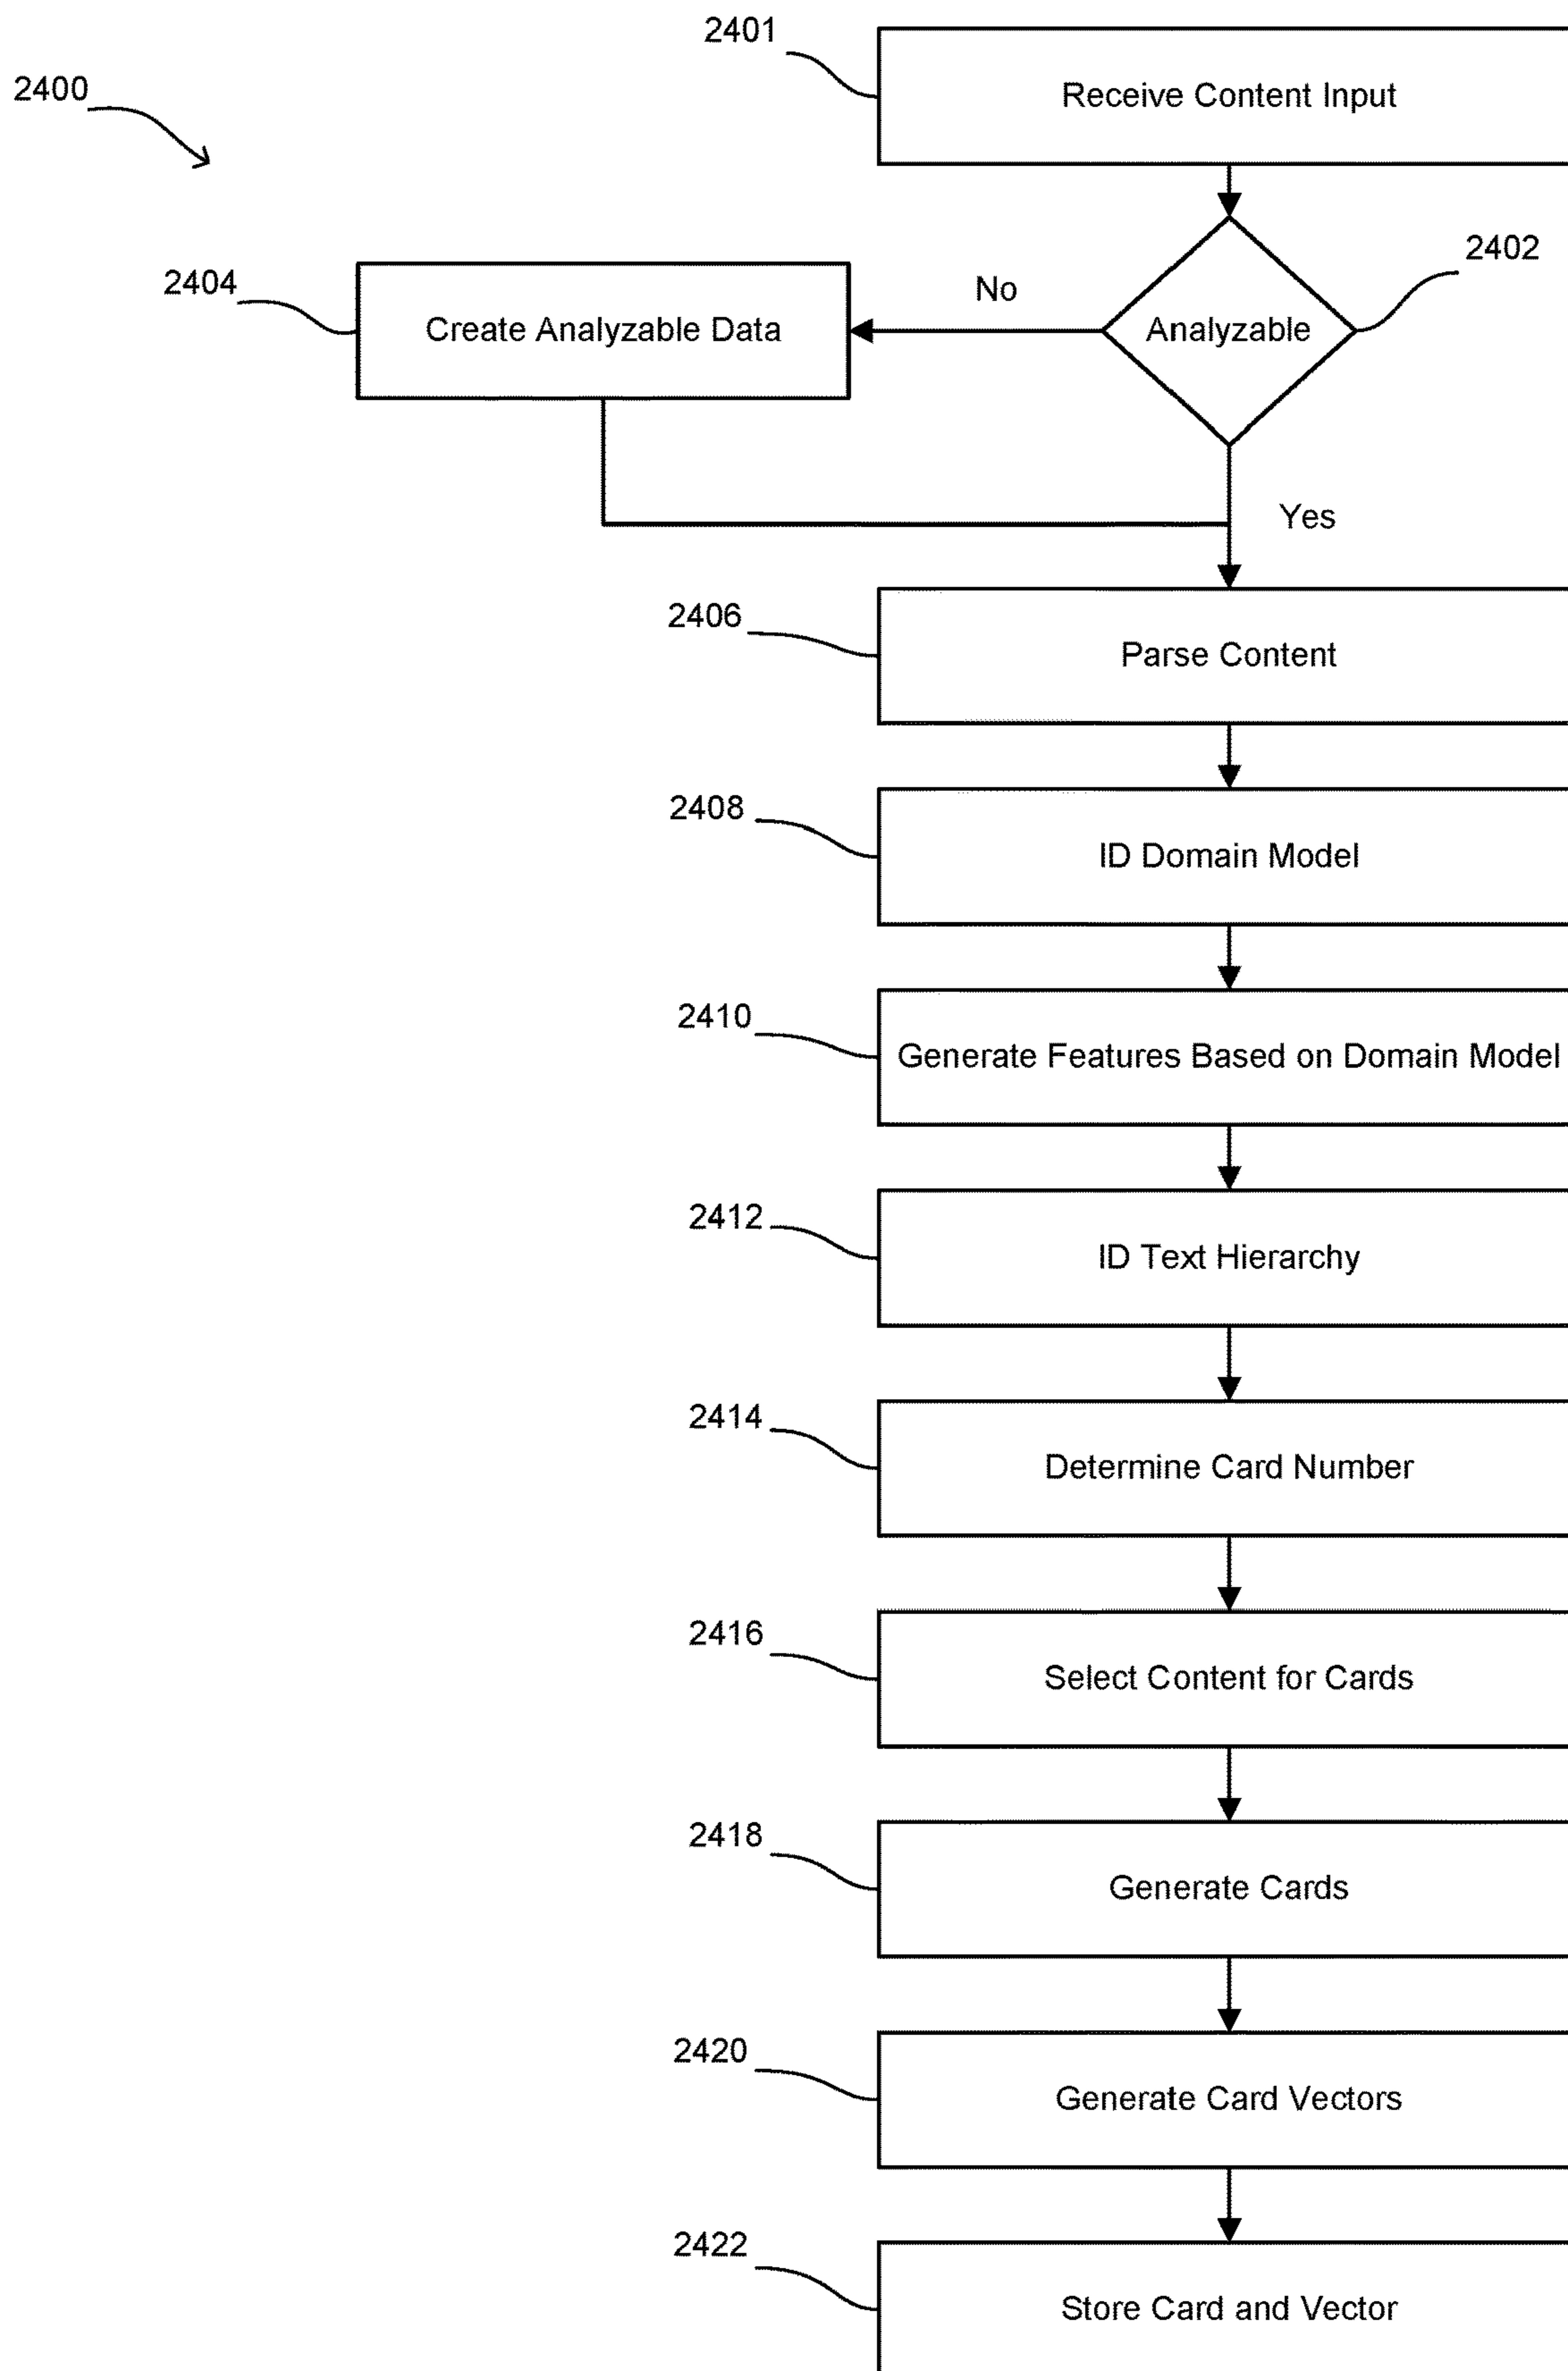 2401
Receive Content Input
2400
2402
2404
No
Create Analyzable Data
Analyzable
Yes
2406
Parse Content
2408
ID Domain Model
2410
Generate Features Based on Domain Model
2412
ID Text Hierarchy
2414
Determine Card Number
2416
Select Content for Cards
2418
Generate Cards
2420
Generate Card Vectors
2422
Store Card and Vector